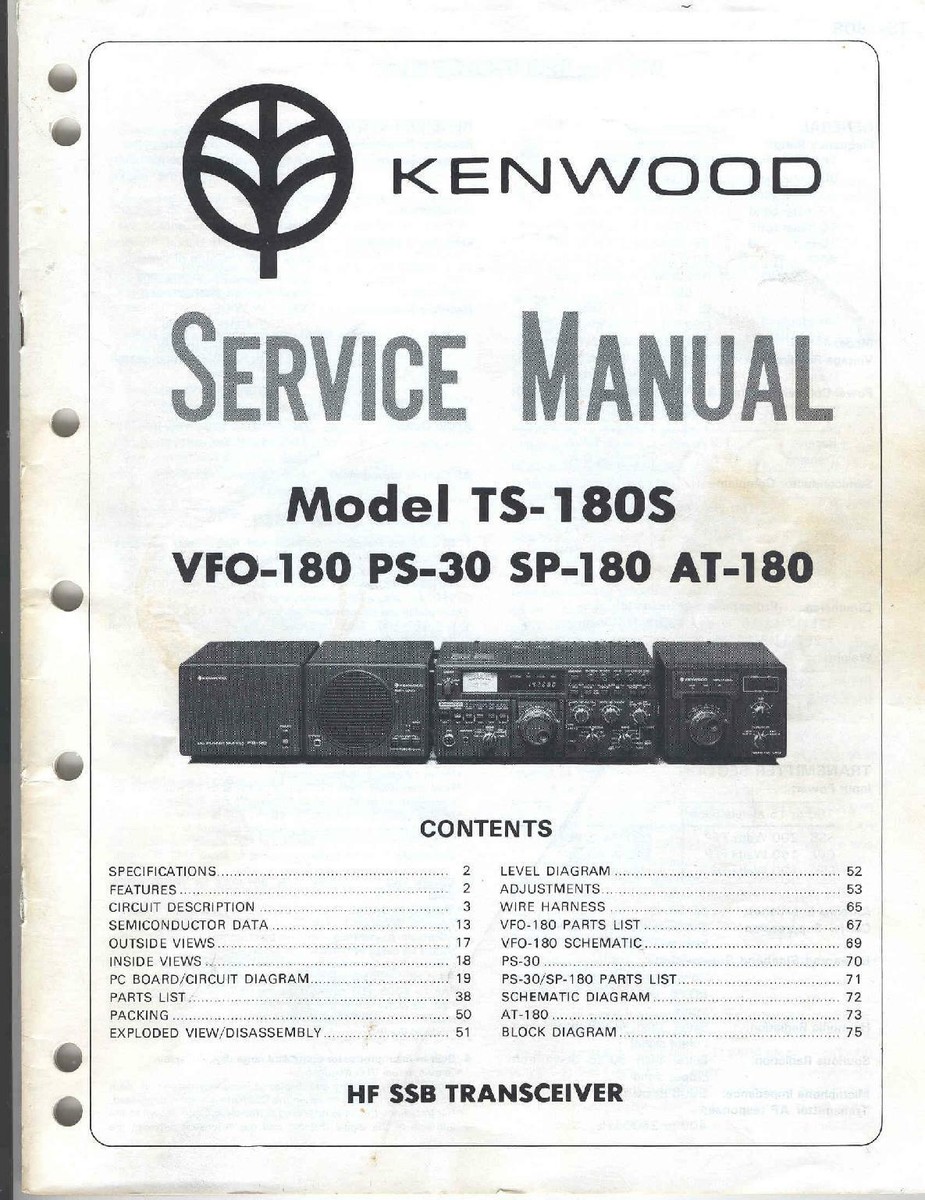 KENWOOD
SERVICE MANUAL
Model TS-180S
VFO-180 PS-30 SP-180 AT-180
KENWOOD
CONTENTS
SPECIFICATIONS 2
FEATURES 2
CIRCUIT DESCRIPTION 3
SEMICONDUCTOR DATA 13
OUTSIDE VIEWS 17
INSIDE VIEWS 18
PC BOARD/CIRCUIT DIAGRAM 19
PARTS LIST 38
PACKING 50
EXPLODED VIEW/DISASSEMBLY 51
LEVEL DIAGRAM 52
ADJUSTMENTS 53
WIRE HARNESS 65
VFO-180 PARTS LIST 67
VFO-180 SCHEMATIC 69
PS-30 70
PS-30/SP-180 PARTS LIST 71
SCHEMATIC DIAGRAM 72
AT-180 73
BLOCK DIAGRAM 75
HF SSB TRANSCEIVER